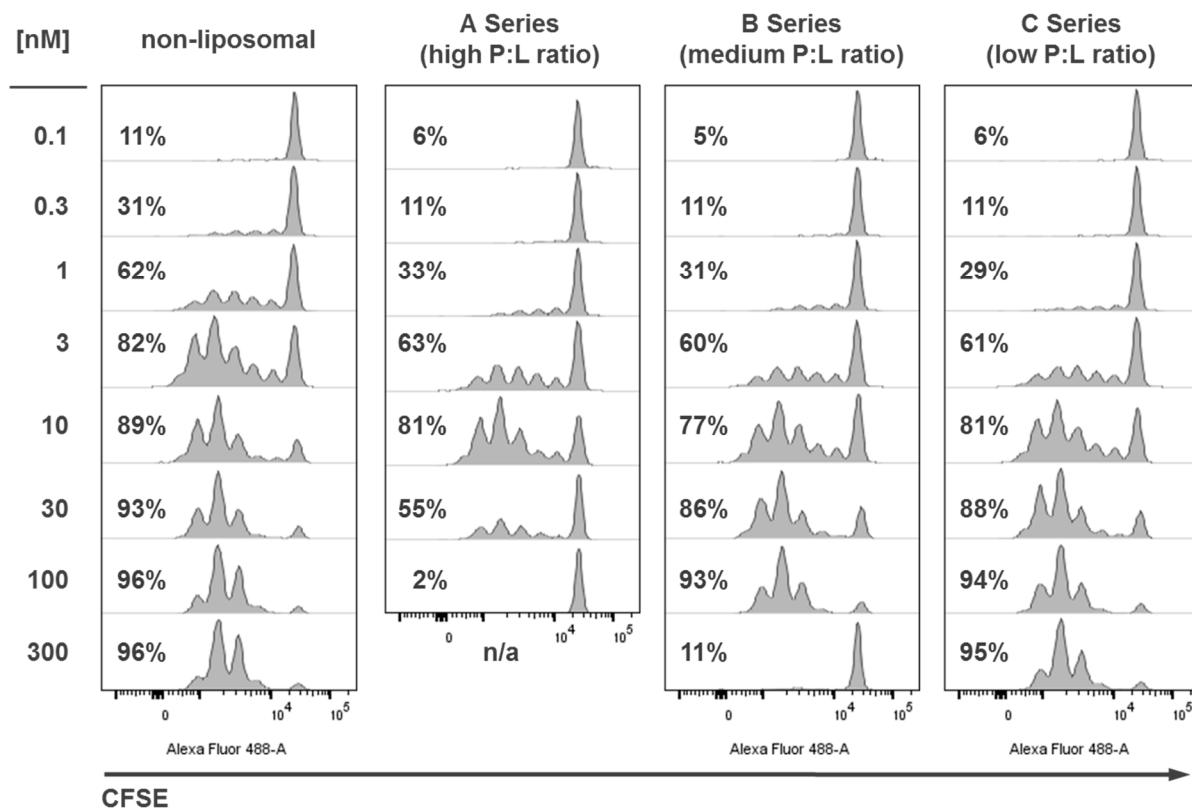 [nM] non-liposomal A Series B Series C Series
(high P:L ratio) (medium P:L ratio) (low P:L ratio)
0.1 11% 6% 5% 6%
0.3 31% 11% 11% 11%
1 62% 33% 31% 29%
3 82% 63% 60% 61%
10 89% 81% 77% 81%
30 93% 55% 86% 88%
100 96% 2% 93% 94%
0 10^4 10^5
300 96% n/a 11% 95%
0 10^4 10^5 0 10^4 10^5 0 10^4 10^5
Alexa Fluor 488-A Alexa Fluor 488-A Alexa Fluor 488-A
CFSE